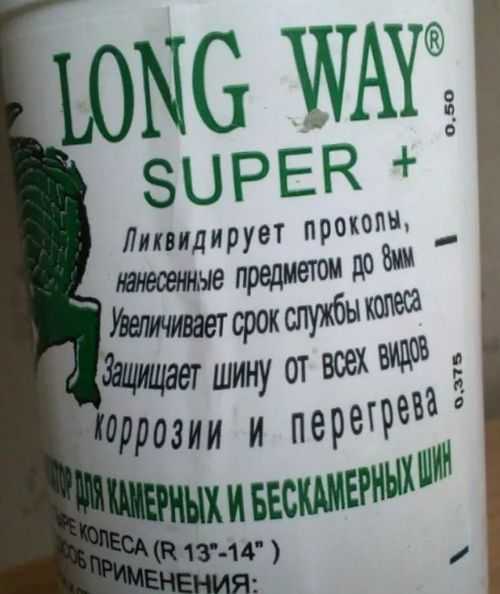 LONG WAY®
SUPER +
0.50
Ликвидирует проколы,
нанесенные предметом до 8мм
Увеличивает срок службы колеса
Защищает шину от всех видов
0.375
коррозии и перегрева
ДЛЯ КАМЕРНЫХ И БЕСКАМЕРНЫХ ШИН
КОЛЕСА (R 13"-14")
ПРИМЕНЕНИЯ: